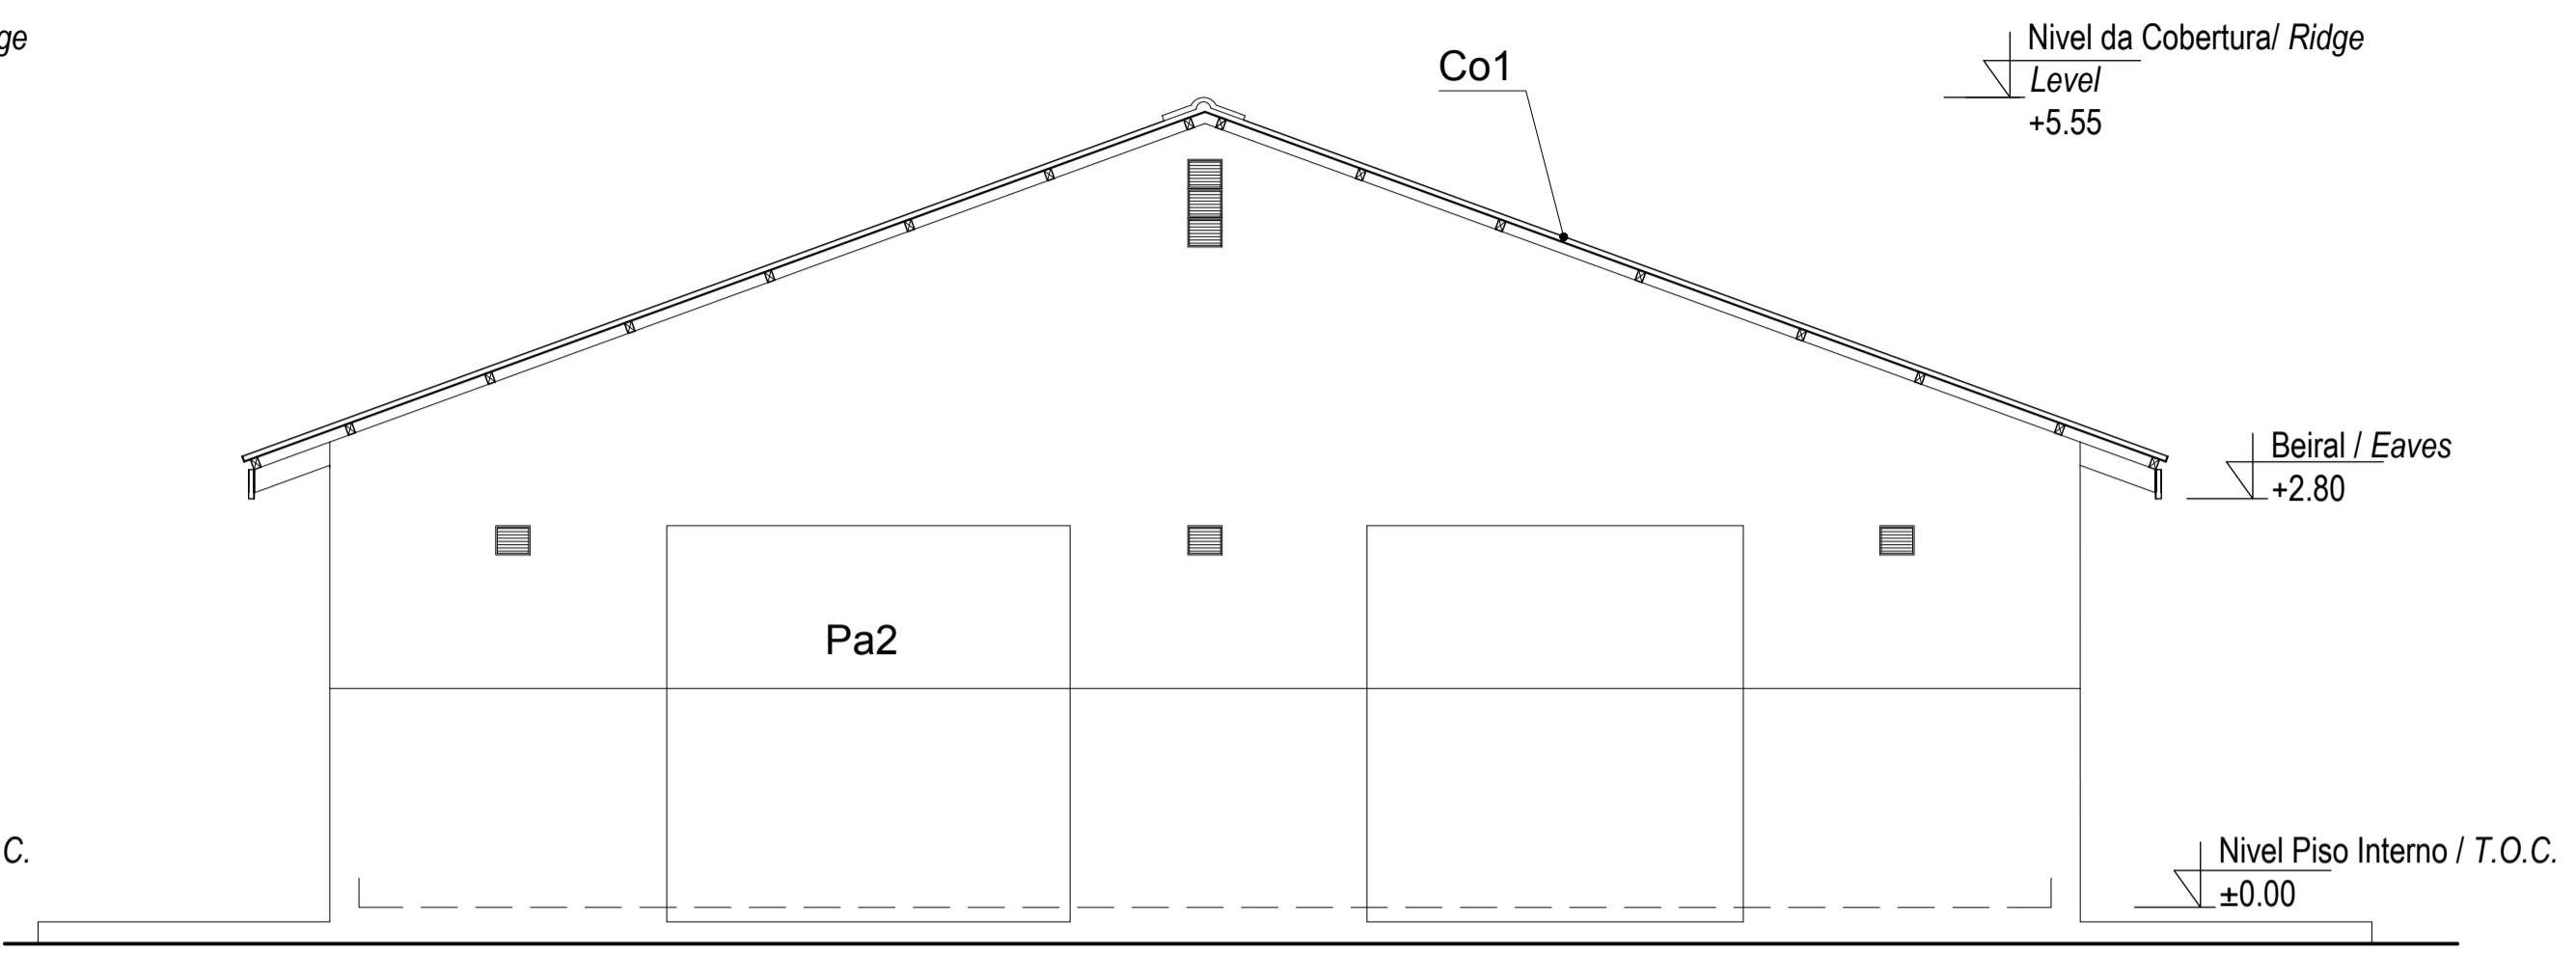 ge
Nivel da Cobertura/ Ridge
Level
+5.55
Co1
Beiral / Eaves
+2.80
Pa2
C.
Nivel Piso Interno / T.O.C.
±0.00